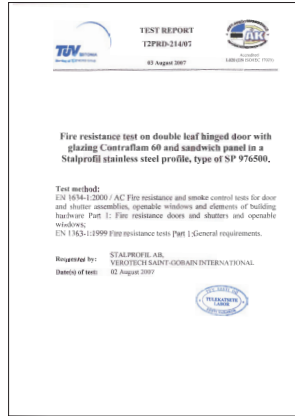 TEST REPORT
T2PRD-214/07
03 August 2007
TÜV
Fire resistance test on double leaf hinged door with
glazing Contraflam 60 and sandwich panel in a
Stalprofil stainless steel profile, type of SP 976500.
Test method:
EN 1634-1:2000 / AC Fire resistance and smoke control tests for door
and shutter assemblies, openable windows and elements of building
hardware Part 1: Fire resistance doors and shutters and openable
windows;
EN 1363-1:1999 Fire resistance tests Part 1:General requirements.
Requested by:
STALPROFIL AB,
VEROTECH SAINT-GOBAIN INTERNATIONAL
Date(s) of test:
02 August 2007